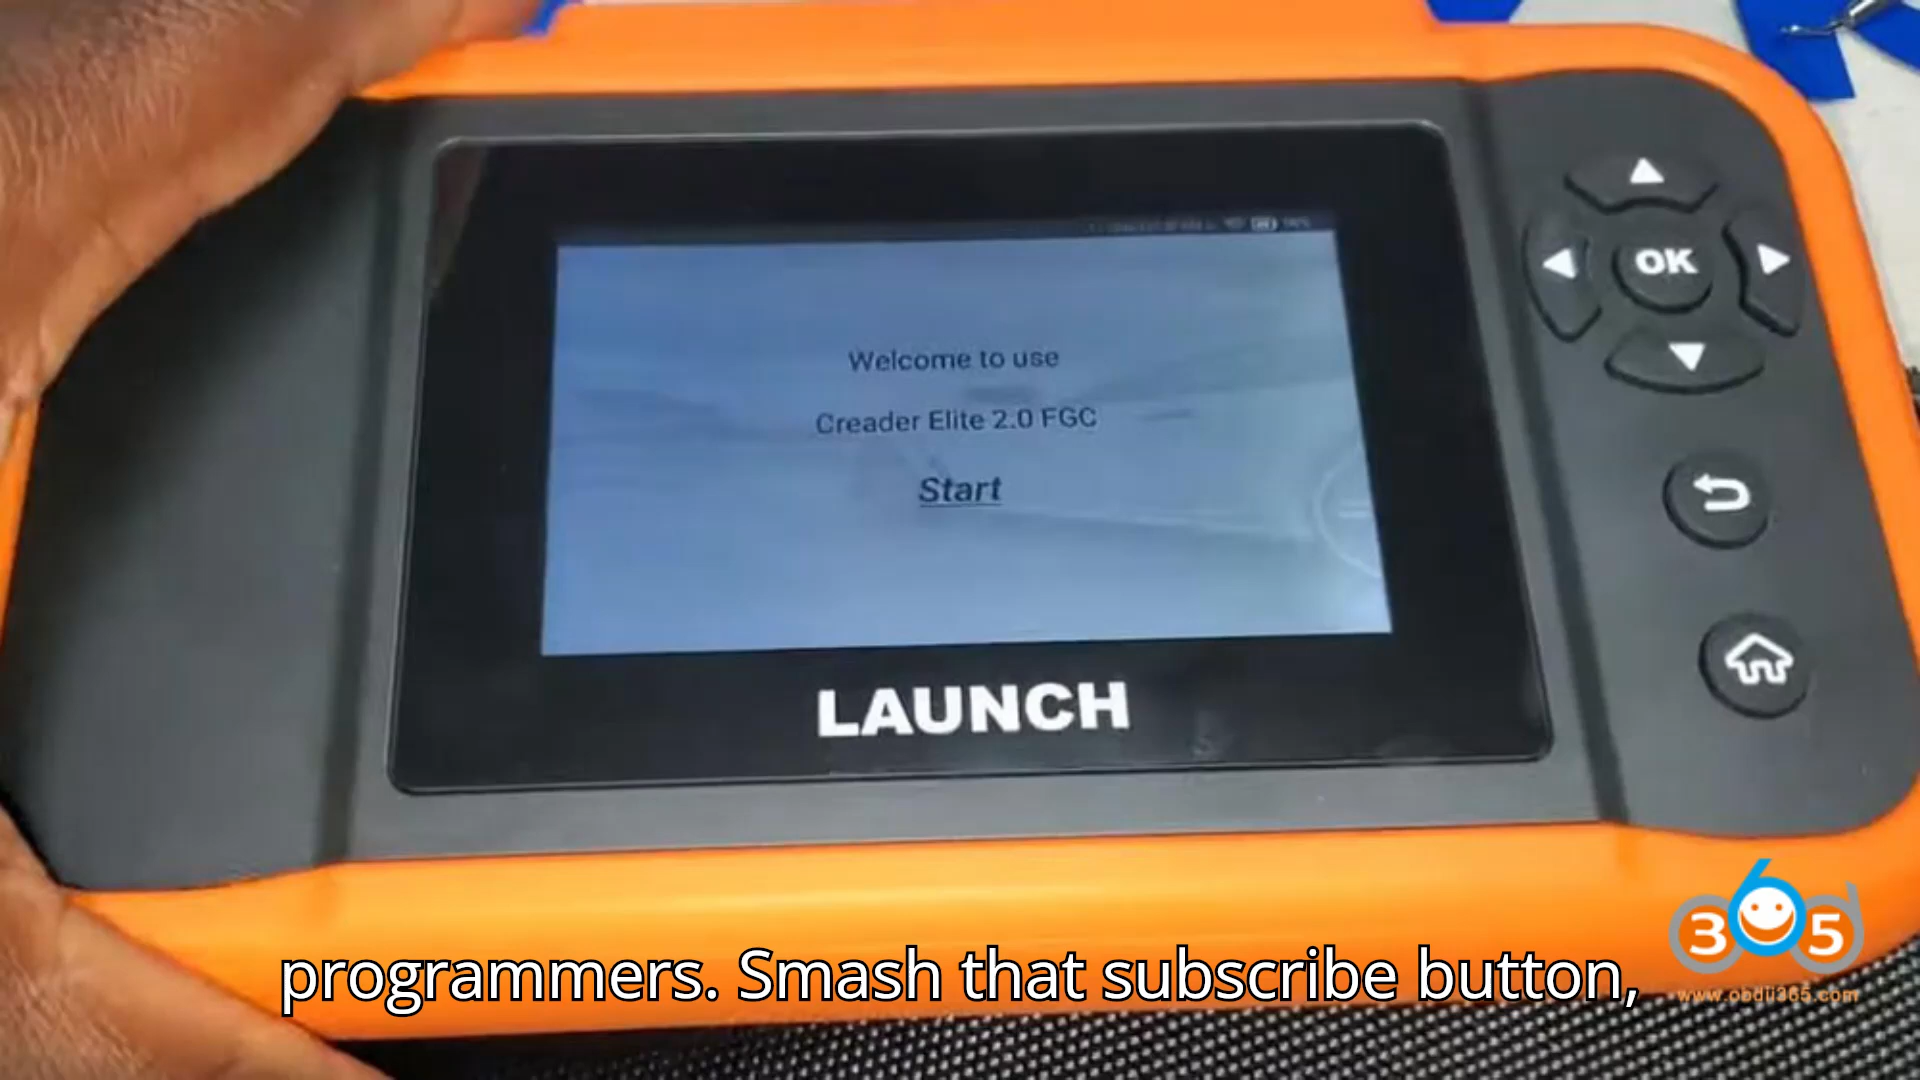 Welcome to use
Creader Elite 2.0 FGC
Start
LAUNCH
OK
365
www.obdii365.com
programmers. Smash that subscribe button,